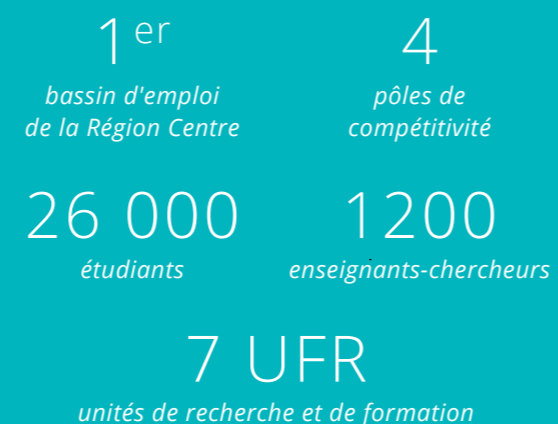 1er
4
bassin d'emploi
de la Région Centre
pôles de
compétitivité
26 000
1200
étudiants
enseignants-chercheurs
7 UFR
unités de recherche et de formation